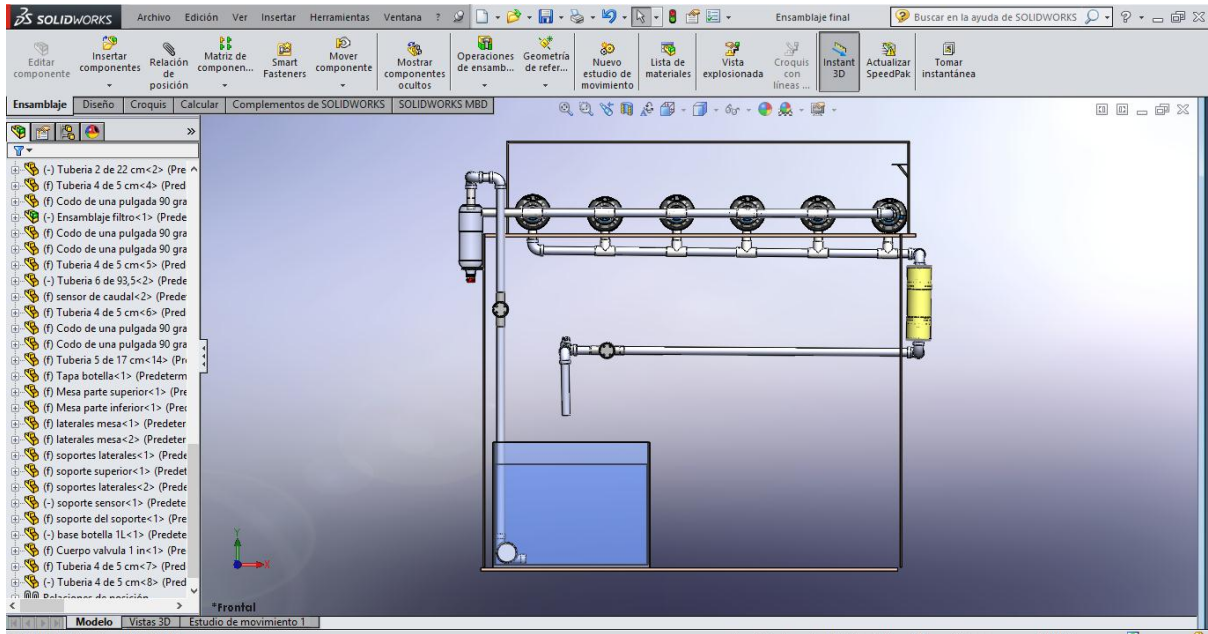 SOLIDWORKS Archivo Edición Ver Insertar Herramientas Ventana ? Ensamblaje final Buscar en la ayuda de SOLIDWORKS ?
Editar componente
Insertar componentes
Relación de posición
Matriz de componen...
Smart Fasteners
Mover componente
Mostrar componentes ocultos
Operaciones de ensamb...
Geometría de refer...
Nuevo estudio de movimiento
Lista de materiales
Vista explosionada
Croquis con líneas ...
Instant 3D
Actualizar SpeedPak
Tomar instantánea
Ensamblaje Diseño Croquis Calcular Complementos de SOLIDWORKS SOLIDWORKS MBD
(-) Tuberia 2 de 22 cm<2> (Pre
(f) Tuberia 4 de 5 cm<4> (Pred
(f) Codo de una pulgada 90 gra
(-) Ensamblaje filtro<1> (Prede
(f) Codo de una pulgada 90 gra
(f) Codo de una pulgada 90 gra
(f) Tuberia 4 de 5 cm<5> (Pred
(-) Tuberia 6 de 93,5<2> (Prede
(f) sensor de caudal<2> (Prede
(f) Tuberia 4 de 5 cm<6> (Pred
(f) Codo de una pulgada 90 gra
(f) Codo de una pulgada 90 gra
(f) Tuberia 5 de 17 cm<14> (Pr
(f) Tapa botella<1> (Predeterm
(f) Mesa parte superior<1> (Pre
(f) Mesa parte inferior<1> (Prec
(f) laterales mesa<1> (Predeter
(f) laterales mesa<2> (Predeter
(f) soportes laterales<1> (Prede
(f) soporte superior<1> (Predet
(f) soportes laterales<2> (Prede
(-) soporte sensor<1> (Predete
(f) soporte del soporte<1> (Pre
(-) base botella 1L<1> (Predete
(f) Cuerpo valvula 1 in<1> (Pre
(f) Tuberia 4 de 5 cm<7> (Pred
(-) Tuberia 4 de 5 cm<8> (Pred
Relaciones de posición
Y
X
*Frontal
Modelo Vistas 3D Estudio de movimiento 1